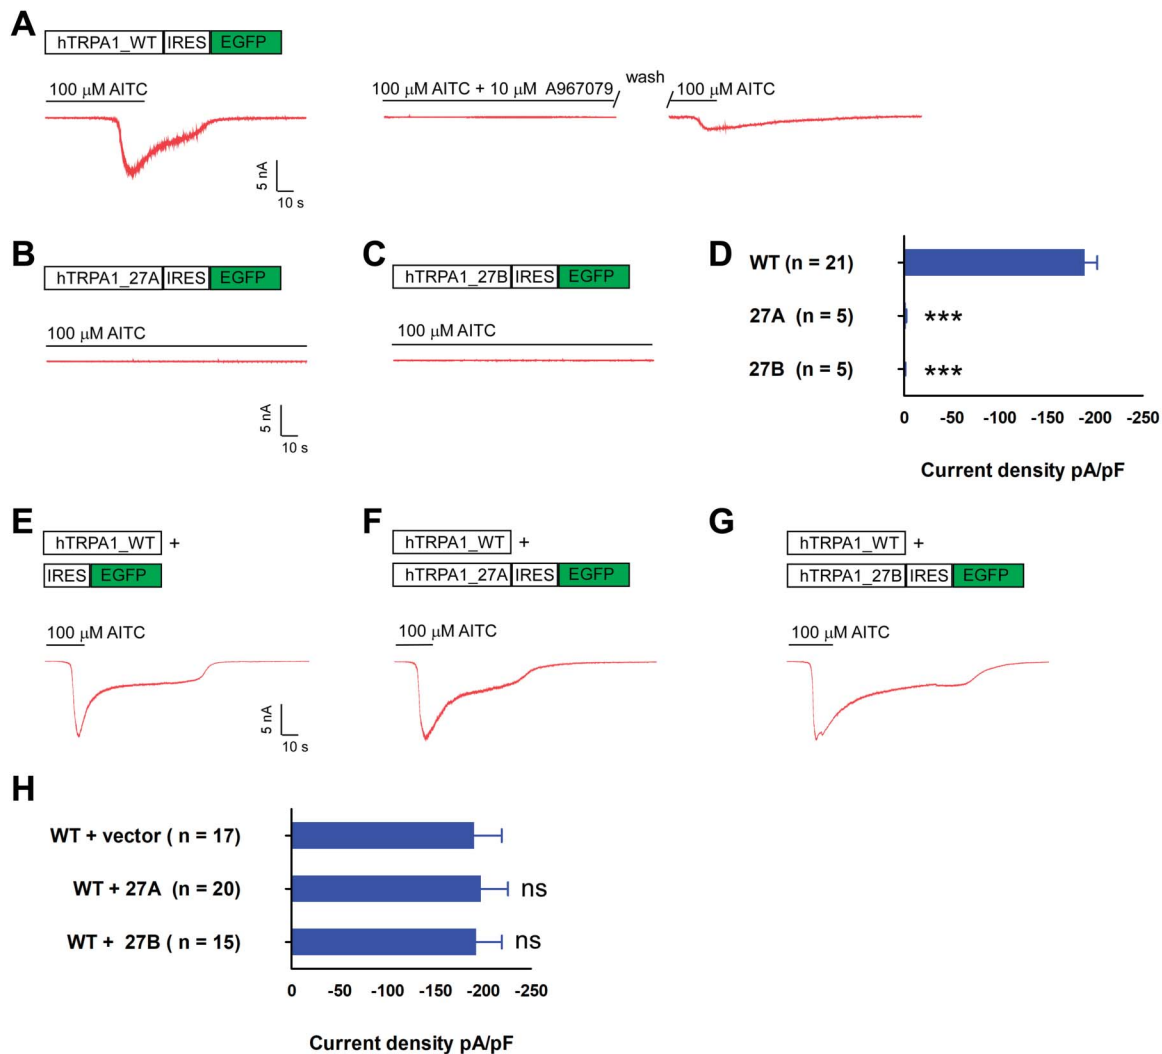 A
hTRPA1_WT IRES EGFP
100 μM AITC
100 μM AITC + 10 μM A967079
wash
100 μM AITC
5 nA
10 s
B
hTRPA1_27A IRES EGFP
100 μM AITC
5 nA
10 s
C
hTRPA1_27B IRES EGFP
100 μM AITC
D
WT (n = 21)
27A (n = 5) ***
27B (n = 5) ***
0 -50 -100 -150 -200 -250
Current density pA/pF
E
hTRPA1_WT +
IRES EGFP
100 μM AITC
5 nA
10 s
F
hTRPA1_WT +
hTRPA1_27A IRES EGFP
100 μM AITC
G
hTRPA1_WT +
hTRPA1_27B IRES EGFP
100 μM AITC
H
WT + vector ( n = 17)
WT + 27A (n = 20) ns
WT + 27B ( n = 15) ns
0 -50 -100 -150 -200 -250
Current density pA/pF